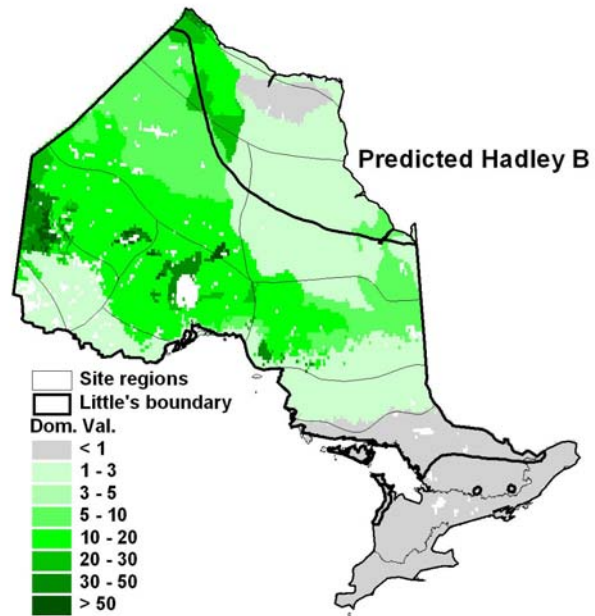 Predicted Hadley B
Site regions
Little's boundary
Dom. Val.
< 1
1 - 3
3 - 5
5 - 10
10 - 20
20 - 30
30 - 50
> 50